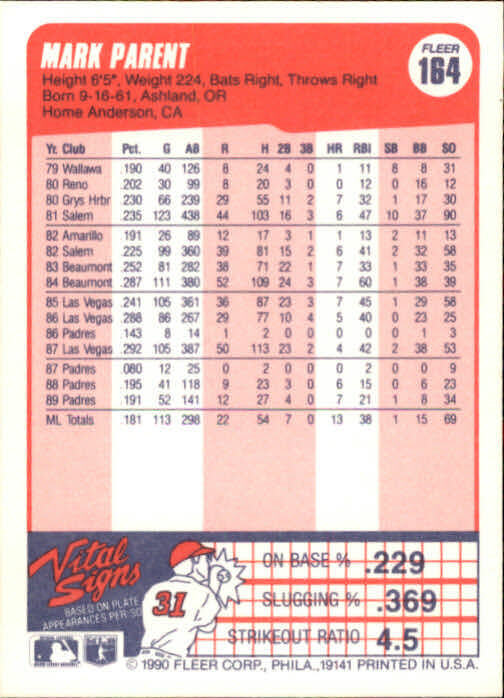 MARK PARENT
FLEER
164
Height 6'5", Weight 224, Bats Right, Throws Right
Born 9-16-61, Ashland, OR
Home Anderson, CA
Yr. Club Pct. G AB R H 2B 3B HR RBI SB BB SO
79 Wallawa .190 40 126 8 24 4 0 1 11 8 8 31
80 Reno .202 30 99 8 20 3 0 0 12 0 16 12
80 Grys Hrbr .230 66 239 29 55 11 2 7 32 1 17 30
81 Salem .235 123 438 44 103 16 3 6 47 10 37 90
82 Amarillo .191 26 89 12 17 3 1 1 13 2 11 13
82 Salem .225 99 360 39 81 15 2 6 41 2 32 58
83 Beaumont .252 81 282 38 71 22 1 7 33 1 33 35
84 Beaumont .287 111 380 52 109 24 3 7 60 1 38 39
85 Las Vegas .241 105 361 36 87 23 3 7 45 1 29 58
86 Las Vegas .288 86 267 29 77 10 4 5 40 0 23 25
86 Padres .143 8 14 1 2 0 0 0 0 0 1 3
87 Las Vegas .292 105 387 50 113 23 2 4 42 2 38 53
87 Padres .080 12 25 0 2 0 0 0 2 0 0 9
88 Padres .195 41 118 9 23 3 0 6 15 0 6 23
89 Padres .191 52 141 12 27 4 0 7 21 1 8 34
ML Totals .181 113 298 22 54 7 0 13 38 1 15 69
Vital Signs
BASED ON PLATE
APPEARANCES PER SO
31
ON BASE % .229
SLUGGING % .369
STRIKEOUT RATIO 4.5
© 1990 FLEER CORP., PHILA., 19141 PRINTED IN U.S.A.